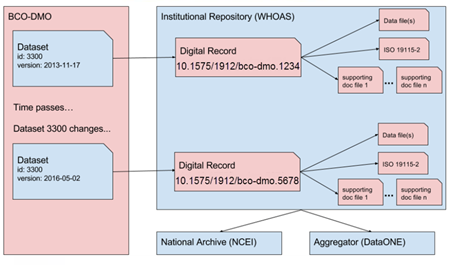 BCO-DMO
Institutional Repository (WHOAS)
Dataset
id: 3300
version: 2013-11-17
Digital Record
10.1575/1912/bco-dmo.1234
Data file(s)
ISO 19115-2
supporting
doc file 1
...
supporting
doc file n
Time passes...
Dataset 3300 changes...
Dataset
id: 3300
version: 2016-05-02
Digital Record
10.1575/1912/bco-dmo.5678
Data file(s)
ISO 19115-2
supporting
doc file 1
...
supporting
doc file n
National Archive (NCEI)
Aggregator (DataONE)